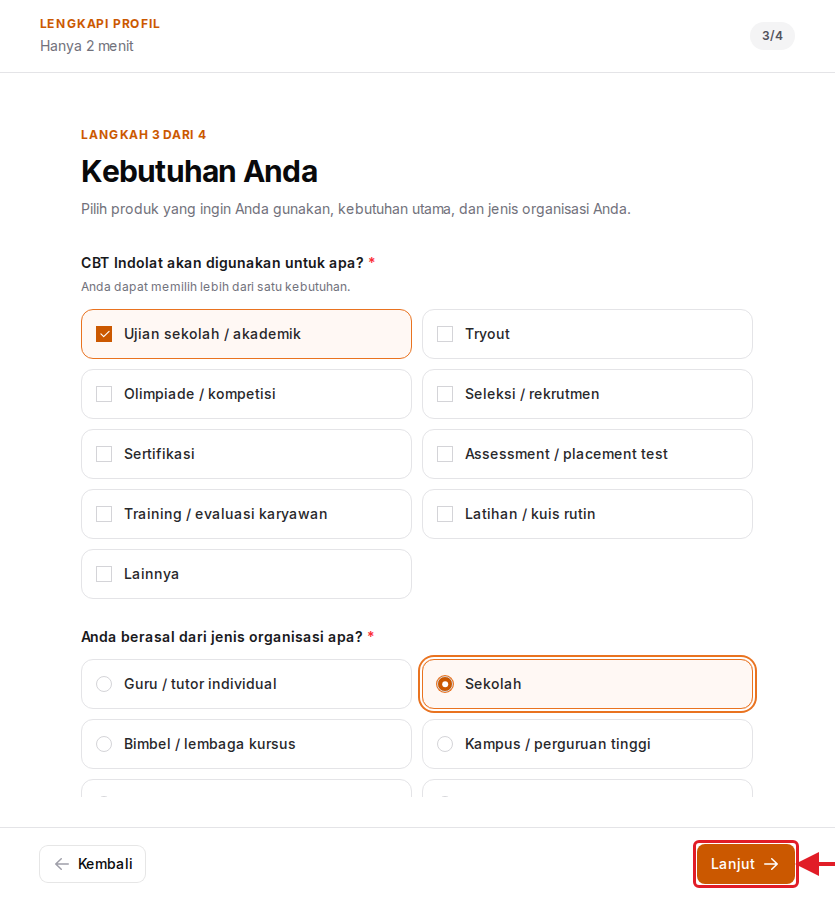 LENGKAPI PROFIL
Hanya 2 menit
3/4
LANGKAH 3 DARI 4
Kebutuhan Anda
Pilih produk yang ingin Anda gunakan, kebutuhan utama, dan jenis organisasi Anda.
CBT Indolat akan digunakan untuk apa? *
Anda dapat memilih lebih dari satu kebutuhan.
Ujian sekolah / akademik
Tryout
Olimpiade / kompetisi
Seleksi / rekrutmen
Sertifikasi
Assessment / placement test
Training / evaluasi karyawan
Latihan / kuis rutin
Lainnya
Anda berasal dari jenis organisasi apa? *
Guru / tutor individual
Sekolah
Bimbel / lembaga kursus
Kampus / perguruan tinggi
Kembali
Lanjut